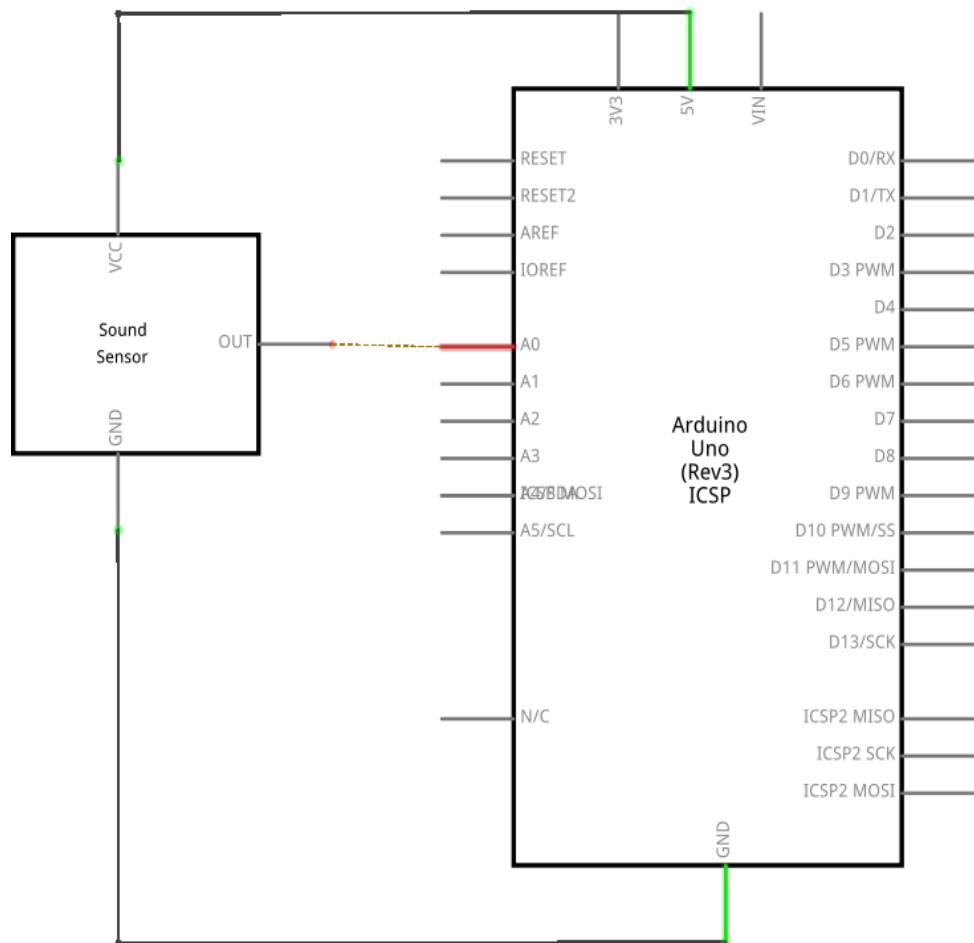 3V3
5V
VIN
RESET
RESET2
AREF
IOREF
A0
A1
A2
A3
A5/SCL
N/C
D0/RX
D1/TX
D2
D3 PWM
D4
D5 PWM
D6 PWM
D7
D8
D9 PWM
D10 PWM/SS
D11 PWM/MOSI
D12/MISO
D13/SCK
ICSP2 MISO
ICSP2 SCK
ICSP2 MOSI
GND
Arduino
Uno
(Rev3)
ICSP
VCC
Sound
Sensor
OUT
GND